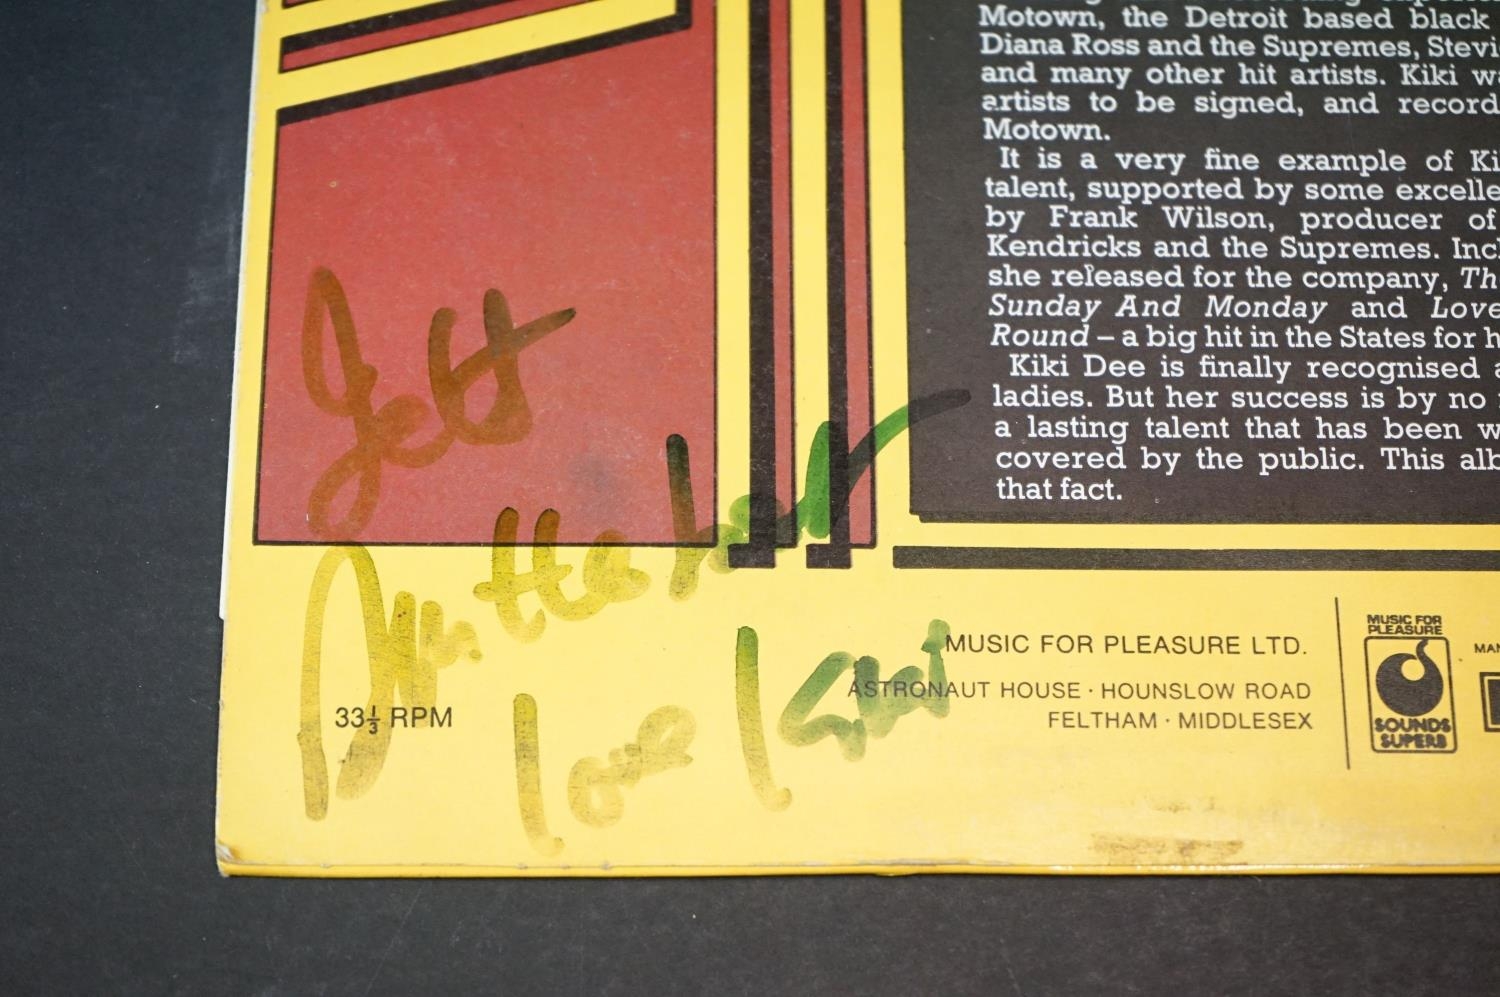 Motown, the Detroit based black
Diana Ross and the Supremes, Stevi
and many other hit artists. Kiki wa
artists to be signed, and record
Motown.
It is a very fine example of Ki
talent, supported by some excelle
by Frank Wilson, producer of
Kendricks and the Supremes. Incl
she released for the company, Th
Sunday And Monday and Love
Round – a big hit in the States for h
Kiki Dee is finally recognised a
ladies. But her success is by no
a lasting talent that has been w
covered by the public. This alb
that fact.
love Kiki
33⅓ RPM
MUSIC FOR PLEASURE LTD.
ASTRONAUT HOUSE · HOUNSLOW ROAD
FELTHAM · MIDDLESEX
MUSIC FOR
PLEASURE
SOUNDS
SUPERB
MAN